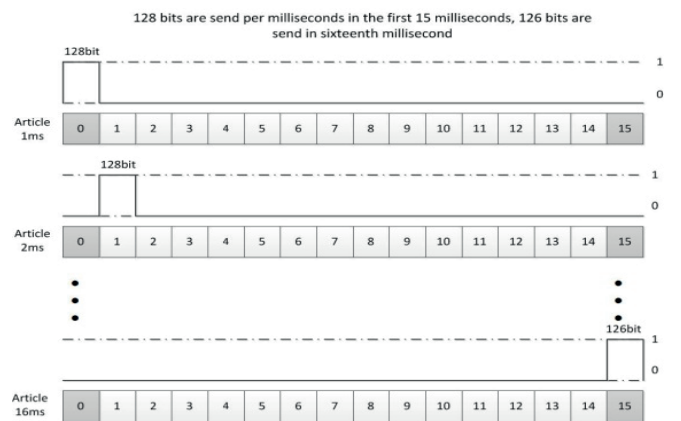 128 bits are send per milliseconds in the first 15 milliseconds, 126 bits are
send in sixteenth millisecond
128bit
1
0
Article
1ms
0 1 2 3 4 5 6 7 8 9 10 11 12 13 14 15
128bit
1
0
Article
2ms
0 1 2 3 4 5 6 7 8 9 10 11 12 13 14 15
126bit
1
0
Article
16ms
0 1 2 3 4 5 6 7 8 9 10 11 12 13 14 15